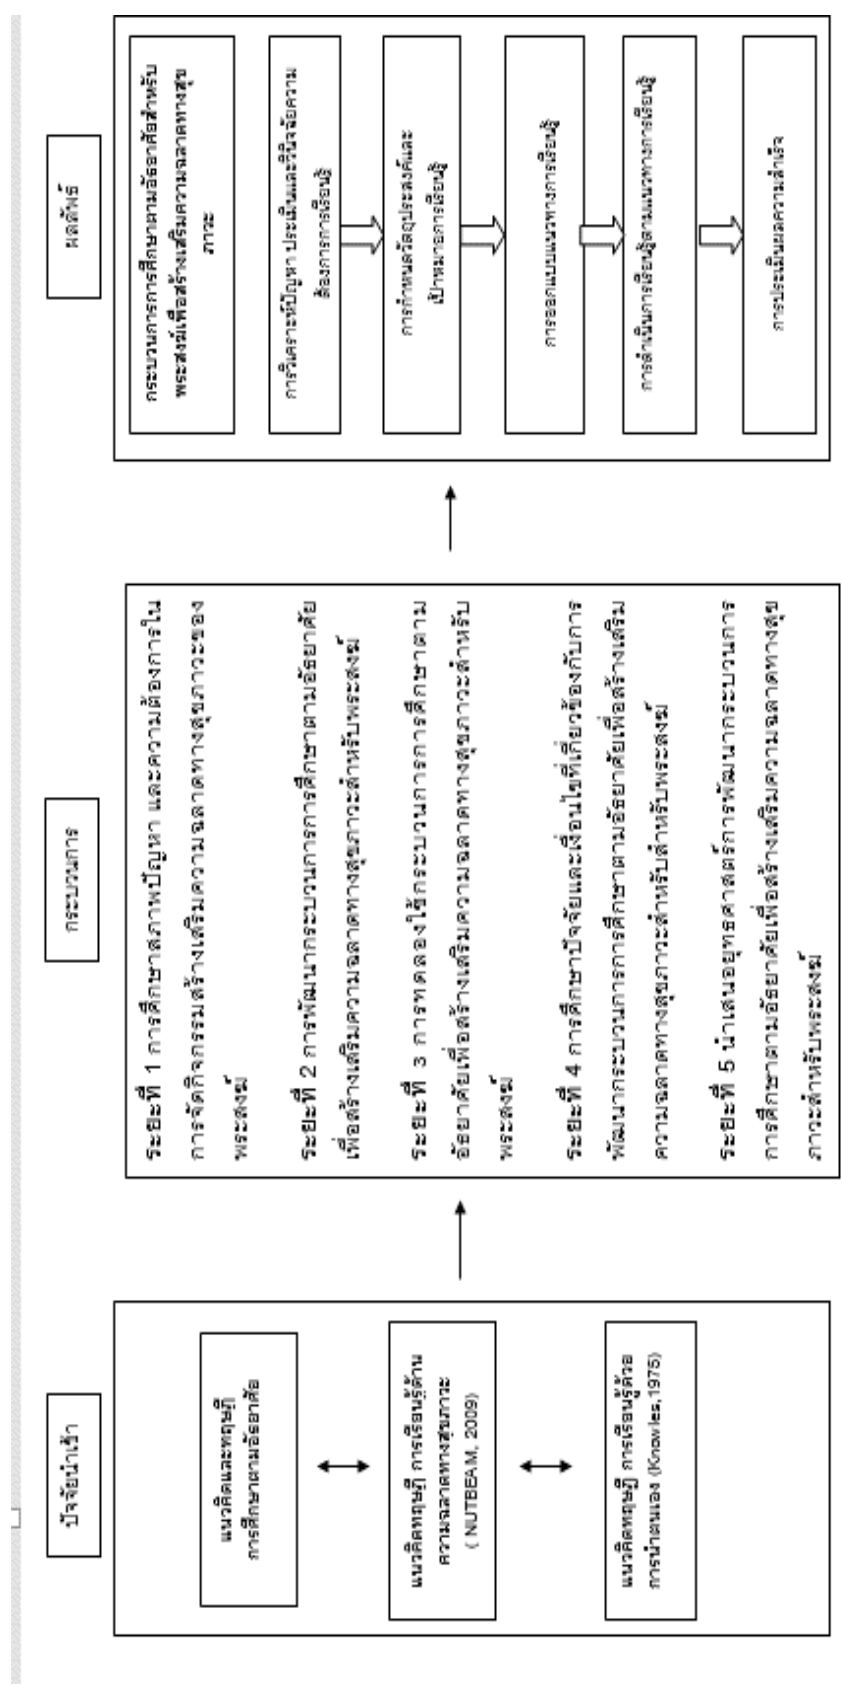 ปัจจัยนำเข้า
แนวคิดและทฤษฎี
การศึกษาตามอัธยาศัย
แนวคิดทฤษฎี การเรียนรู้ด้าน
ความฉลาดทางสุขภาวะ
( NUTBEAM, 2009)
แนวคิดทฤษฎี การเรียนรู้ด้วย
การนำตนเอง (Knowles,1975)
กระบวนการ
ระยะที่ 1 การศึกษาสภาพปัญหา และความต้องการใน
การจัดกิจกรรมสร้างเสริมความฉลาดทางสุขภาวะของ
พระสงฆ์
ระยะที่ 2 การพัฒนากระบวนการการศึกษาตามอัธยาศัย
เพื่อสร้างเสริมความฉลาดทางสุขภาวะสำหรับพระสงฆ์
ระยะที่ 3 การทดลองใช้กระบวนการการศึกษาตาม
อัธยาศัยเพื่อสร้างเสริมความฉลาดทางสุขภาวะสำหรับ
พระสงฆ์
ระยะที่ 4 การศึกษาปัจจัยและเงื่อนไขที่เกี่ยวข้องกับการ
พัฒนากระบวนการการศึกษาตามอัธยาศัยเพื่อสร้างเสริม
ความฉลาดทางสุขภาวะสำหรับสำหรับพระสงฆ์
ระยะที่ 5 นำเสนอยุทธศาสตร์การพัฒนากระบวนการ
การศึกษาตามอัธยาศัยเพื่อสร้างเสริมความฉลาดทางสุข
ภาวะสำหรับพระสงฆ์
ผลลัพธ์
กระบวนการการศึกษาตามอัธยาศัยสำหรับ
พระสงฆ์เพื่อสร้างเสริมความฉลาดทางสุข
ภาวะ
การวิเคราะห์ปัญหา ประเมินและวินิจฉัยความ
ต้องการการเรียนรู้
การกำหนดวัตถุประสงค์และ
เป้าหมายการเรียนรู้
การออกแบบแนวทางการเรียนรู้
การดำเนินการเรียนรู้ตามแนวทางการเรียนรู้
การประเมินผลความสำเร็จ